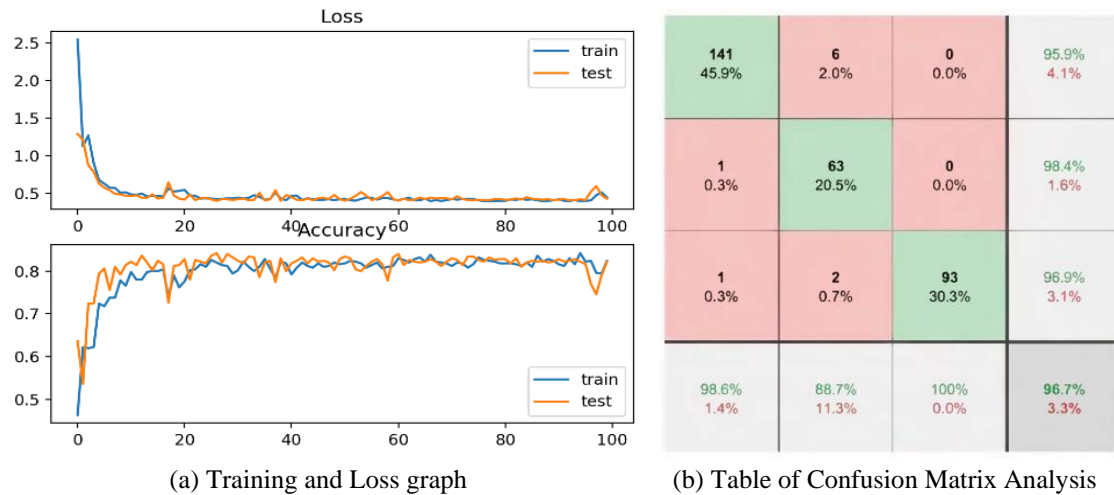 Loss
2.5
2.0
1.5
1.0
0.5
train
test
0 20 40 60 80 100
Accuracy
0.8
0.7
0.6
0.5
train
test
0 20 40 60 80 100
(a) Training and Loss graph
141 6 0 95.9%
45.9% 2.0% 0.0% 4.1%
1 63 0 98.4%
0.3% 20.5% 0.0% 1.6%
1 2 93 96.9%
0.3% 0.7% 30.3% 3.1%
98.6% 88.7% 100% 96.7%
1.4% 11.3% 0.0% 3.3%
(b) Table of Confusion Matrix Analysis